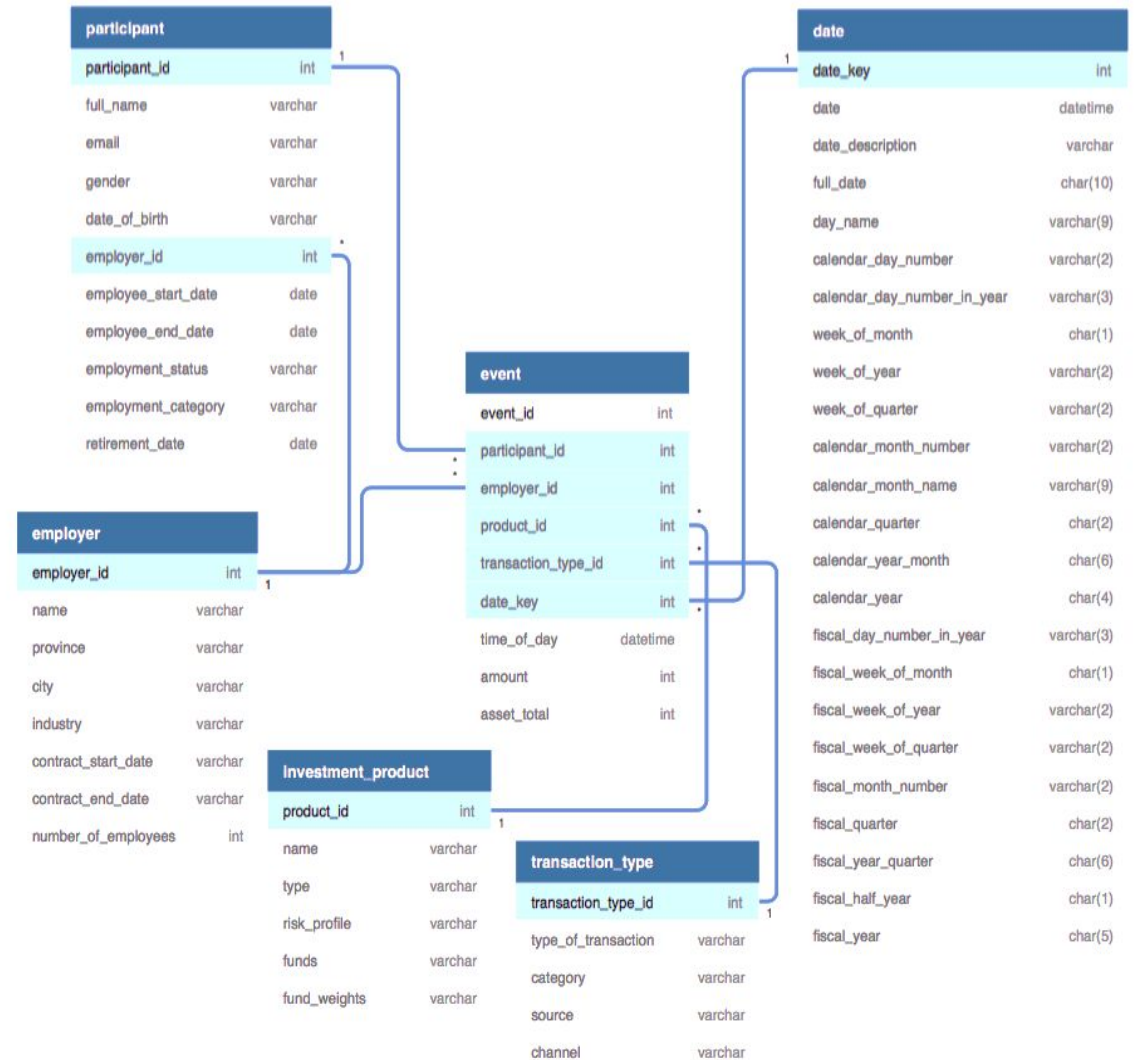 participant
participant_id int
full_name varchar
email varchar
gender varchar
date_of_birth varchar
employer_id int
employee_start_date date
employee_end_date date
employment_status varchar
employment_category varchar
retirement_date date
1
*
employer
employer_id int
name varchar
province varchar
city varchar
industry varchar
contract_start_date varchar
contract_end_date varchar
number_of_employees int
1
event
event_id int
participant_id int
employer_id int
product_id int
transaction_type_id int
date_key int
time_of_day datetime
amount int
asset_total int
*
*
*
*
*
investment_product
product_id int
name varchar
type varchar
risk_profile varchar
funds varchar
fund_weights varchar
1
transaction_type
transaction_type_id int
type_of_transaction varchar
category varchar
source varchar
channel varchar
1
date
1
date_key int
date datetime
date_description varchar
full_date char(10)
day_name varchar(9)
calendar_day_number varchar(2)
calendar_day_number_in_year varchar(3)
week_of_month char(1)
week_of_year varchar(2)
week_of_quarter varchar(2)
calendar_month_number varchar(2)
calendar_month_name varchar(9)
calendar_quarter char(2)
calendar_year_month char(6)
calendar_year char(4)
fiscal_day_number_in_year varchar(3)
fiscal_week_of_month char(1)
fiscal_week_of_year varchar(2)
fiscal_week_of_quarter varchar(2)
fiscal_month_number varchar(2)
fiscal_quarter char(2)
fiscal_year_quarter char(6)
fiscal_half_year char(1)
fiscal_year char(5)